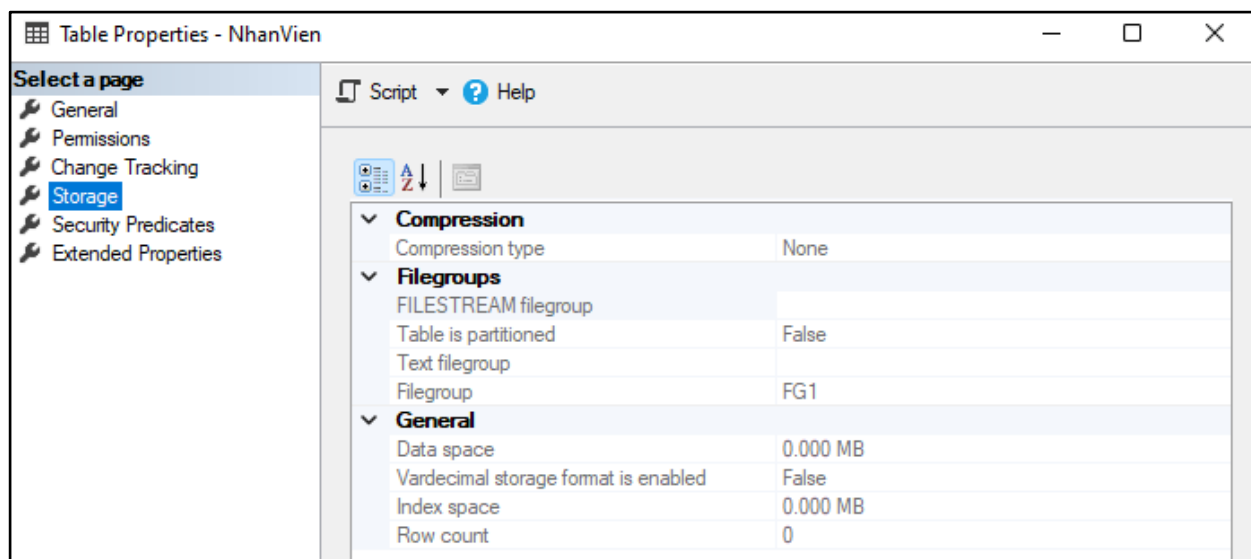 Table Properties - NhanVien
Select a page
General
Permissions
Change Tracking
Storage
Security Predicates
Extended Properties
Script
Help
Compression
Compression type None
Filegroups
FILESTREAM filegroup
Table is partitioned False
Text filegroup
Filegroup FG1
General
Data space 0.000 MB
Vardecimal storage format is enabled False
Index space 0.000 MB
Row count 0